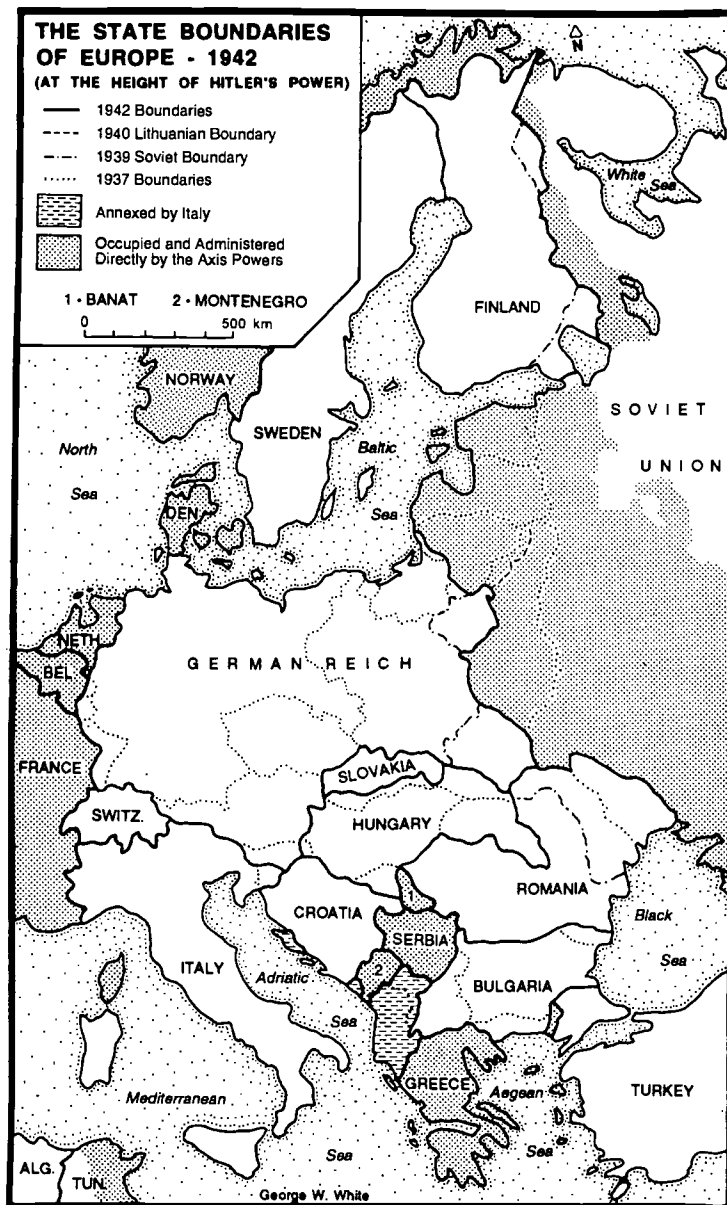 THE STATE BOUNDARIES
OF EUROPE - 1942
(AT THE HEIGHT OF HITLER'S POWER)
1942 Boundaries
1940 Lithuanian Boundary
1939 Soviet Boundary
1937 Boundaries
Annexed by Italy
Occupied and Administered
Directly by the Axis Powers
1 - BANAT 2 - MONTENEGRO
0 500 km
N
White Sea
FINLAND
NORWAY
SWEDEN
SOVIET
UNION
North
Sea
Baltic
Sea
DEN.
NETH.
BEL.
GERMAN REICH
FRANCE
SLOVAKIA
SWITZ.
HUNGARY
ROMANIA
CROATIA
SERBIA
Black
Sea
ITALY
Adriatic
Sea
2
BULGARIA
GREECE
Aegean
Sea
TURKEY
Mediterranean
Sea
ALG.
TUN.
George W. White